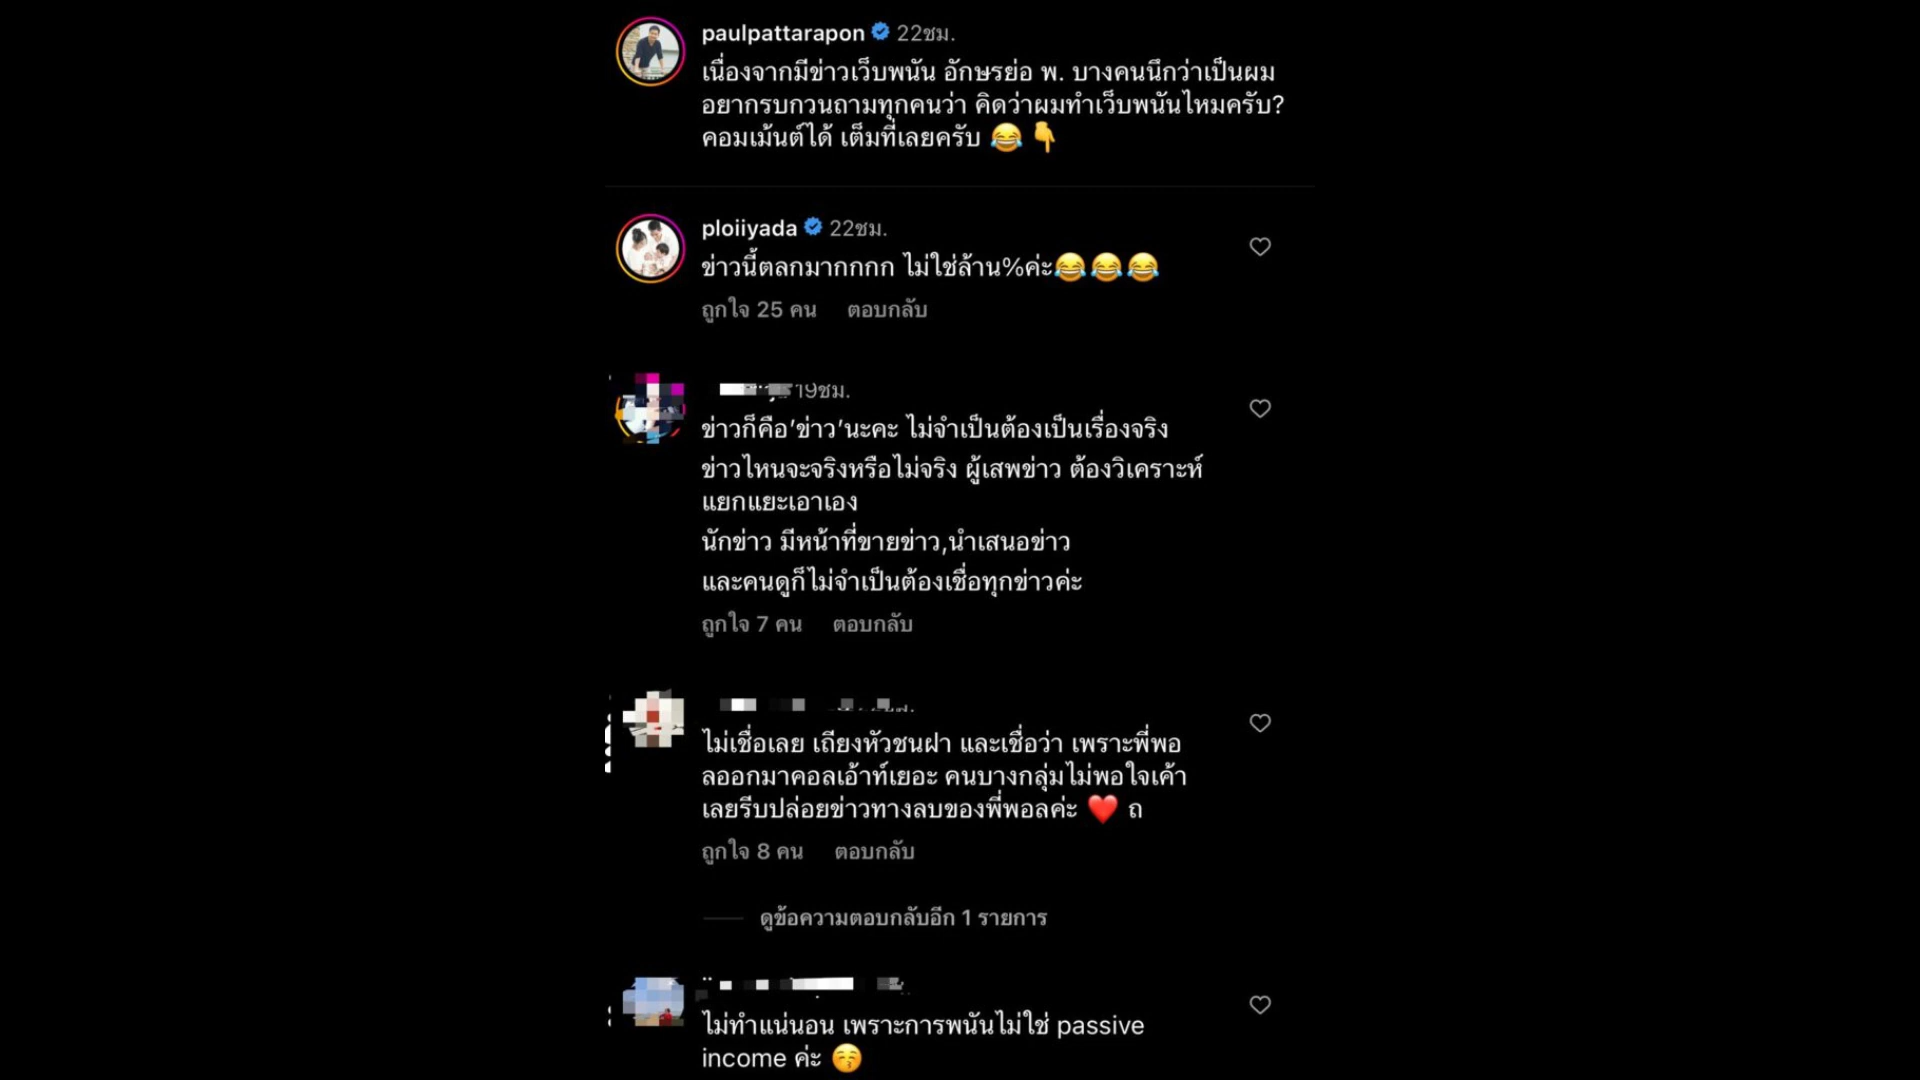 paulpattarapon 22ชม.
เนื่องจากมีข่าวเว็บพนัน อักษรย่อ พ. บางคนนึกว่าเป็นผม
อยากรบกวนถามทุกคนว่า คิดว่าผมทำเว็บพนันไหมครับ?
คอมเม้นต์ได้ เต็มที่เลยครับ 😂 👇
ploiiyada 22ชม.
ข่าวนี้ตลกมากกกก ไม่ใช่ล้าน%ค่ะ😂😂😂
ถูกใจ 25 คน ตอบกลับ
19ชม.
ข่าวก็คือ’ข่าว’นะคะ ไม่จำเป็นต้องเป็นเรื่องจริง
ข่าวไหนจะจริงหรือไม่จริง ผู้เสพข่าว ต้องวิเคราะห์
แยกแยะเอาเอง
นักข่าว มีหน้าที่ขายข่าว,นำเสนอข่าว
และคนดูก็ไม่จำเป็นต้องเชื่อทุกข่าวค่ะ
ถูกใจ 7 คน ตอบกลับ
ไม่เชื่อเลย เถียงหัวชนฝา และเชื่อว่า เพราะพี่พอ
ลออกมาคอลเอ้าท์เยอะ คนบางกลุ่มไม่พอใจเค้า
เลยรีบปล่อยข่าวทางลบของพี่พอลค่ะ ❤️ ถ
ถูกใจ 8 คน ตอบกลับ
ดูข้อความตอบกลับอีก 1 รายการ
ไม่ทำแน่นอน เพราะการพนันไม่ใช่ passive
income ค่ะ 😚